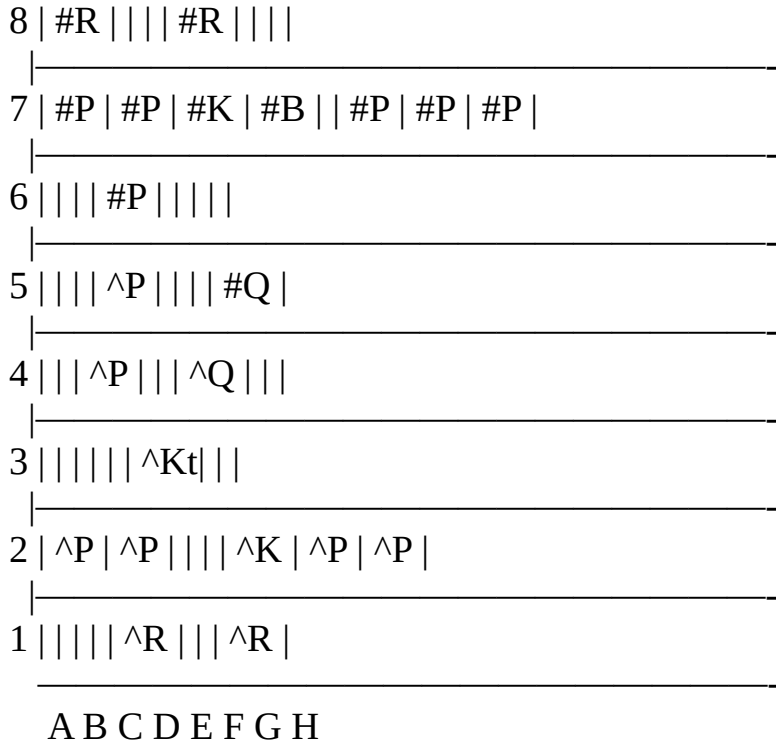 8 | #R | | | | #R | | | |
|———————————————————-
7 | #P | #P | #K | #B | | #P | #P | #P |
|———————————————————-
6 | | | | #P | | | | |
|———————————————————-
5 | | | | ^P | | | | #Q |
|———————————————————-
4 | | | ^P | | | ^Q | | |
|———————————————————-
3 | | | | | | ^Kt| | |
|———————————————————-
2 | ^P | ^P | | | | ^K | ^P | ^P |
|———————————————————-
1 | | | | | ^R | | | ^R |
———————————————————-
A B C D E F G H